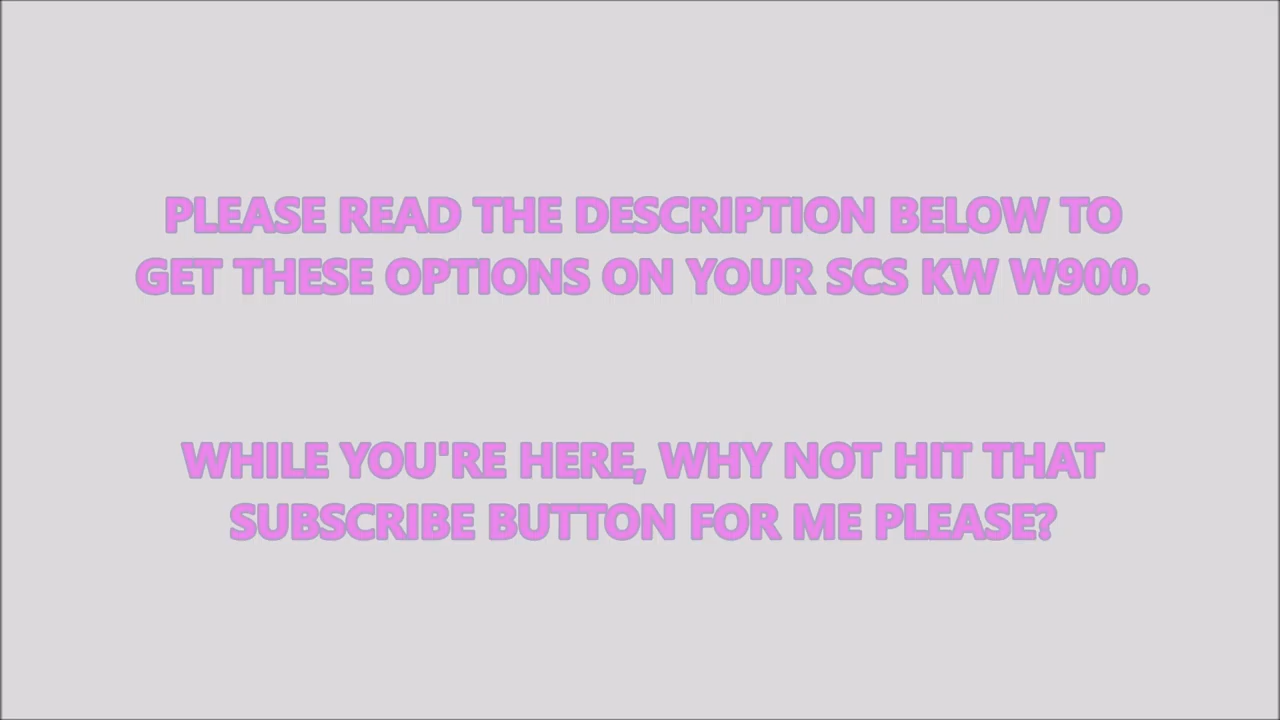 PLEASE READ THE DESCRIPTION BELOW TO
GET THESE OPTIONS ON YOUR SCS KW W900.
WHILE YOU'RE HERE, WHY NOT HIT THAT
SUBSCRIBE BUTTON FOR ME PLEASE?